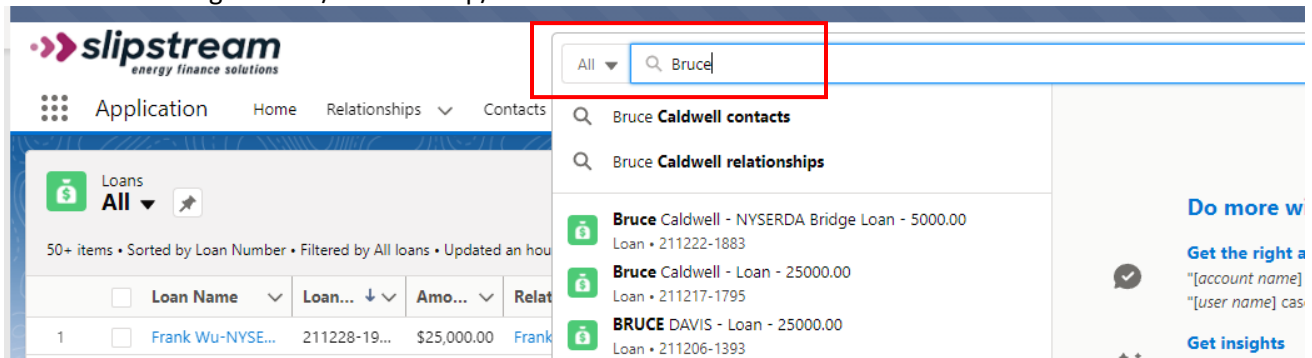 slipstream
energy finance solutions
All
Bruce
Application
Home
Relationships
Contacts
Bruce Caldwell contacts
Bruce Caldwell relationships
Loans
All
50+ items • Sorted by Loan Number • Filtered by All loans • Updated an hou
Bruce Caldwell - NYSERDA Bridge Loan - 5000.00
Loan • 211222-1883
Bruce Caldwell - Loan - 25000.00
Loan • 211217-1795
BRUCE DAVIS - Loan - 25000.00
Loan • 211206-1393
Loan Name
Loan...
Amo...
Relat
1
Frank Wu-NYSE...
211228-19...
$25,000.00
Frank
Do more wi
Get the right a
"[account name]
"[user name] cas
Get insights